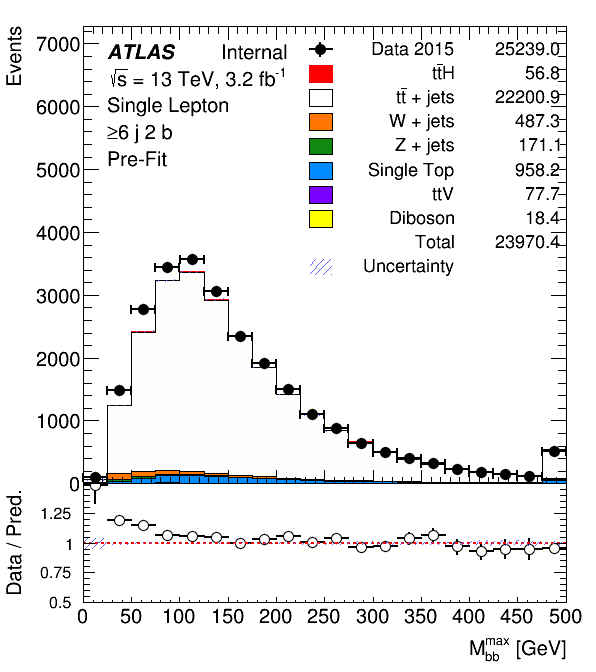 Events
7000
6000
5000
4000
3000
2000
1000
0
ATLAS Internal
√s = 13 TeV, 3.2 fb⁻¹
Single Lepton
≥6 j 2 b
Pre-Fit
Data 2015 25239.0
tt̄H 56.8
tt̄ + jets 22200.9
W + jets 487.3
Z + jets 171.1
Single Top 958.2
ttV 77.7
Diboson 18.4
Total 23970.4
Uncertainty
Data / Pred.
1.25
1
0.75
0.5
0 50 100 150 200 250 300 350 400 450 500
M_bb^max [GeV]